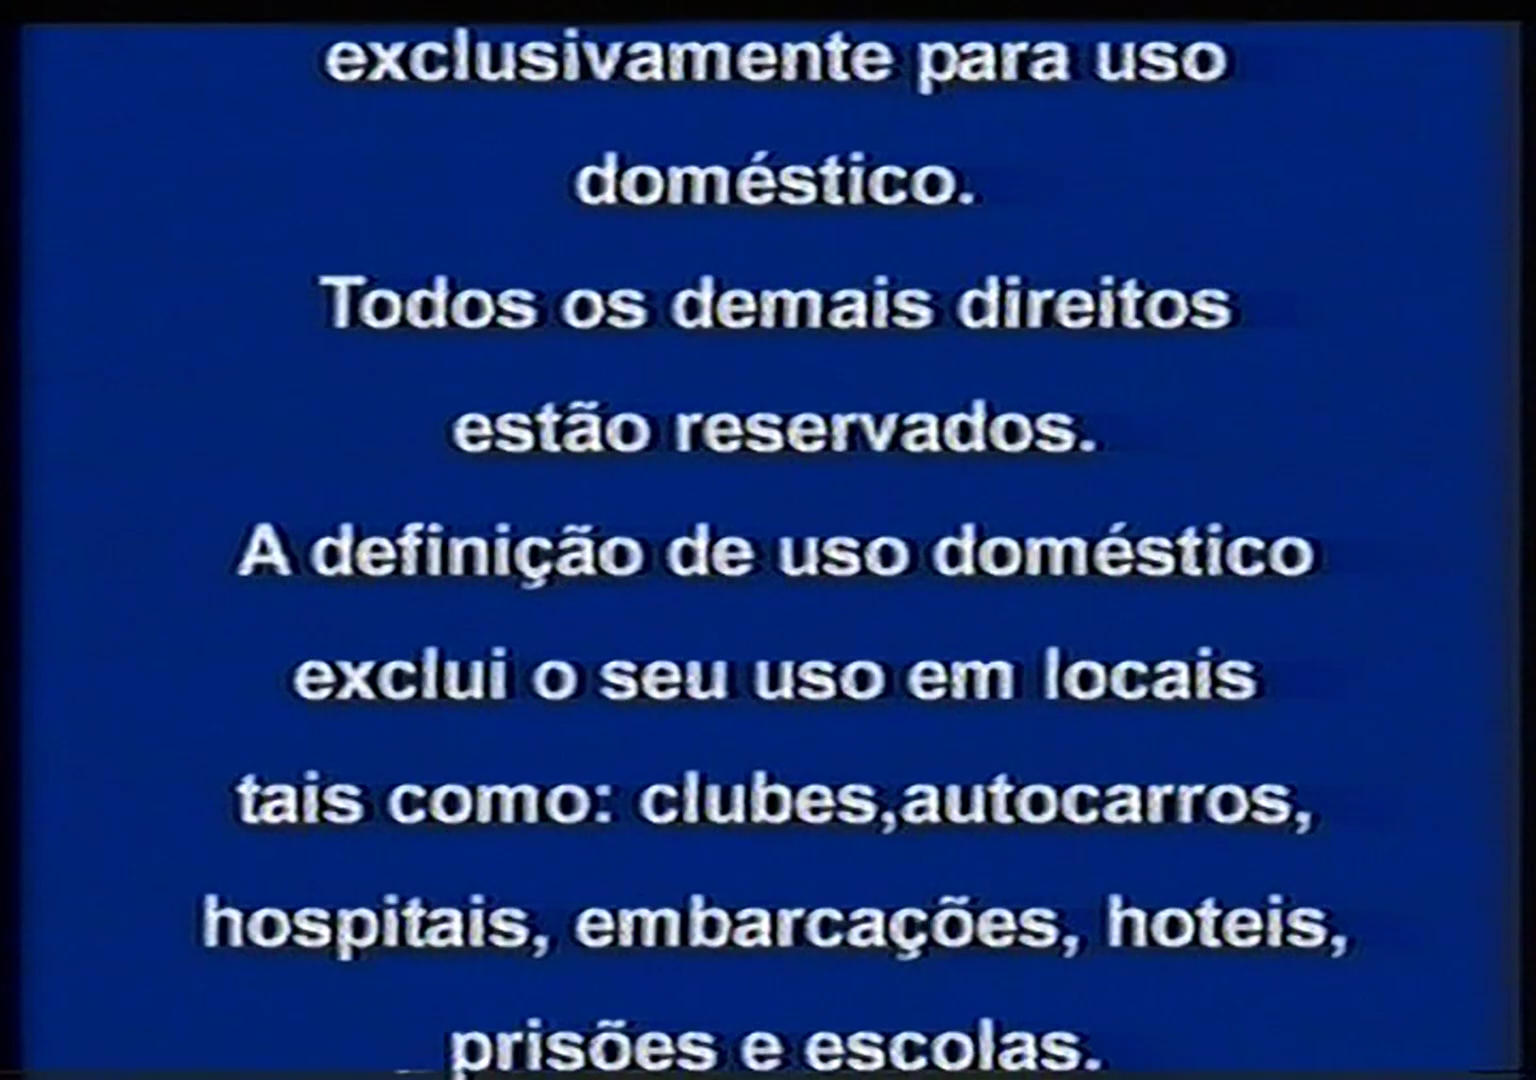 exclusivamente para uso
doméstico.
Todos os demais direitos
estão reservados.
A definição de uso doméstico
exclui o seu uso em locais
tais como: clubes,autocarros,
hospitais, embarcações, hoteis,
prisões e escolas.